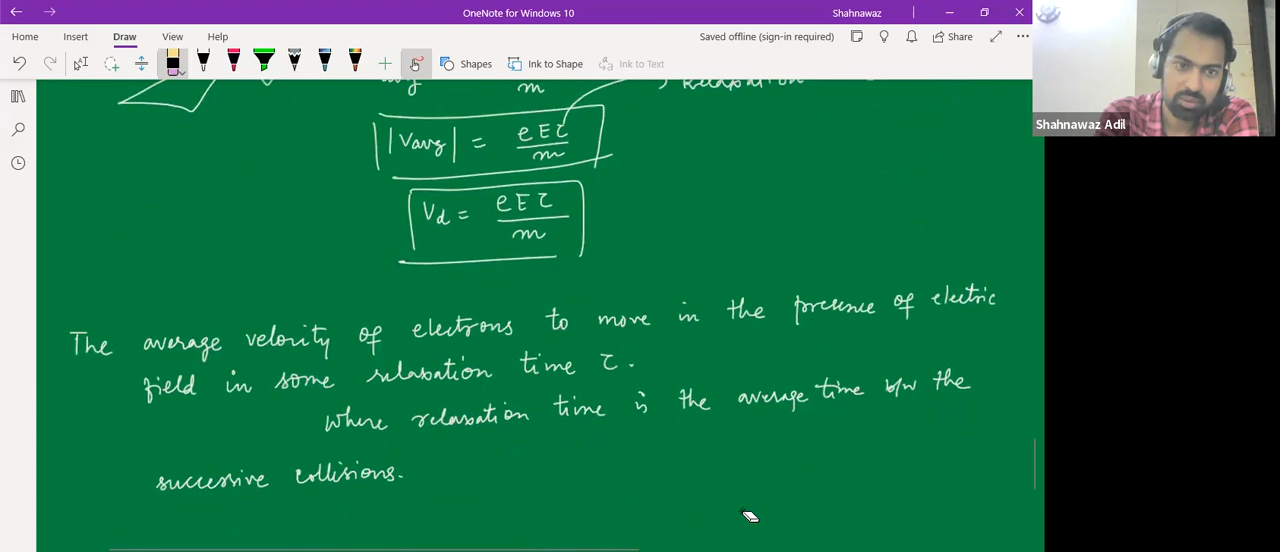 OneNote for Windows 10
Shahnawaz
Home Insert Draw View Help
Saved offline (sign-in required)
Share
Shapes
Ink to Shape
Ink to Text
m
Relaxation
|Vavg| = eEτ/m
Vd = eEτ/m
The average velocity of electrons to move in the presence of electric
field in some relaxation time τ.
Where relaxation time is the average time b/w the
successive collisions.
Shahnawaz Adil